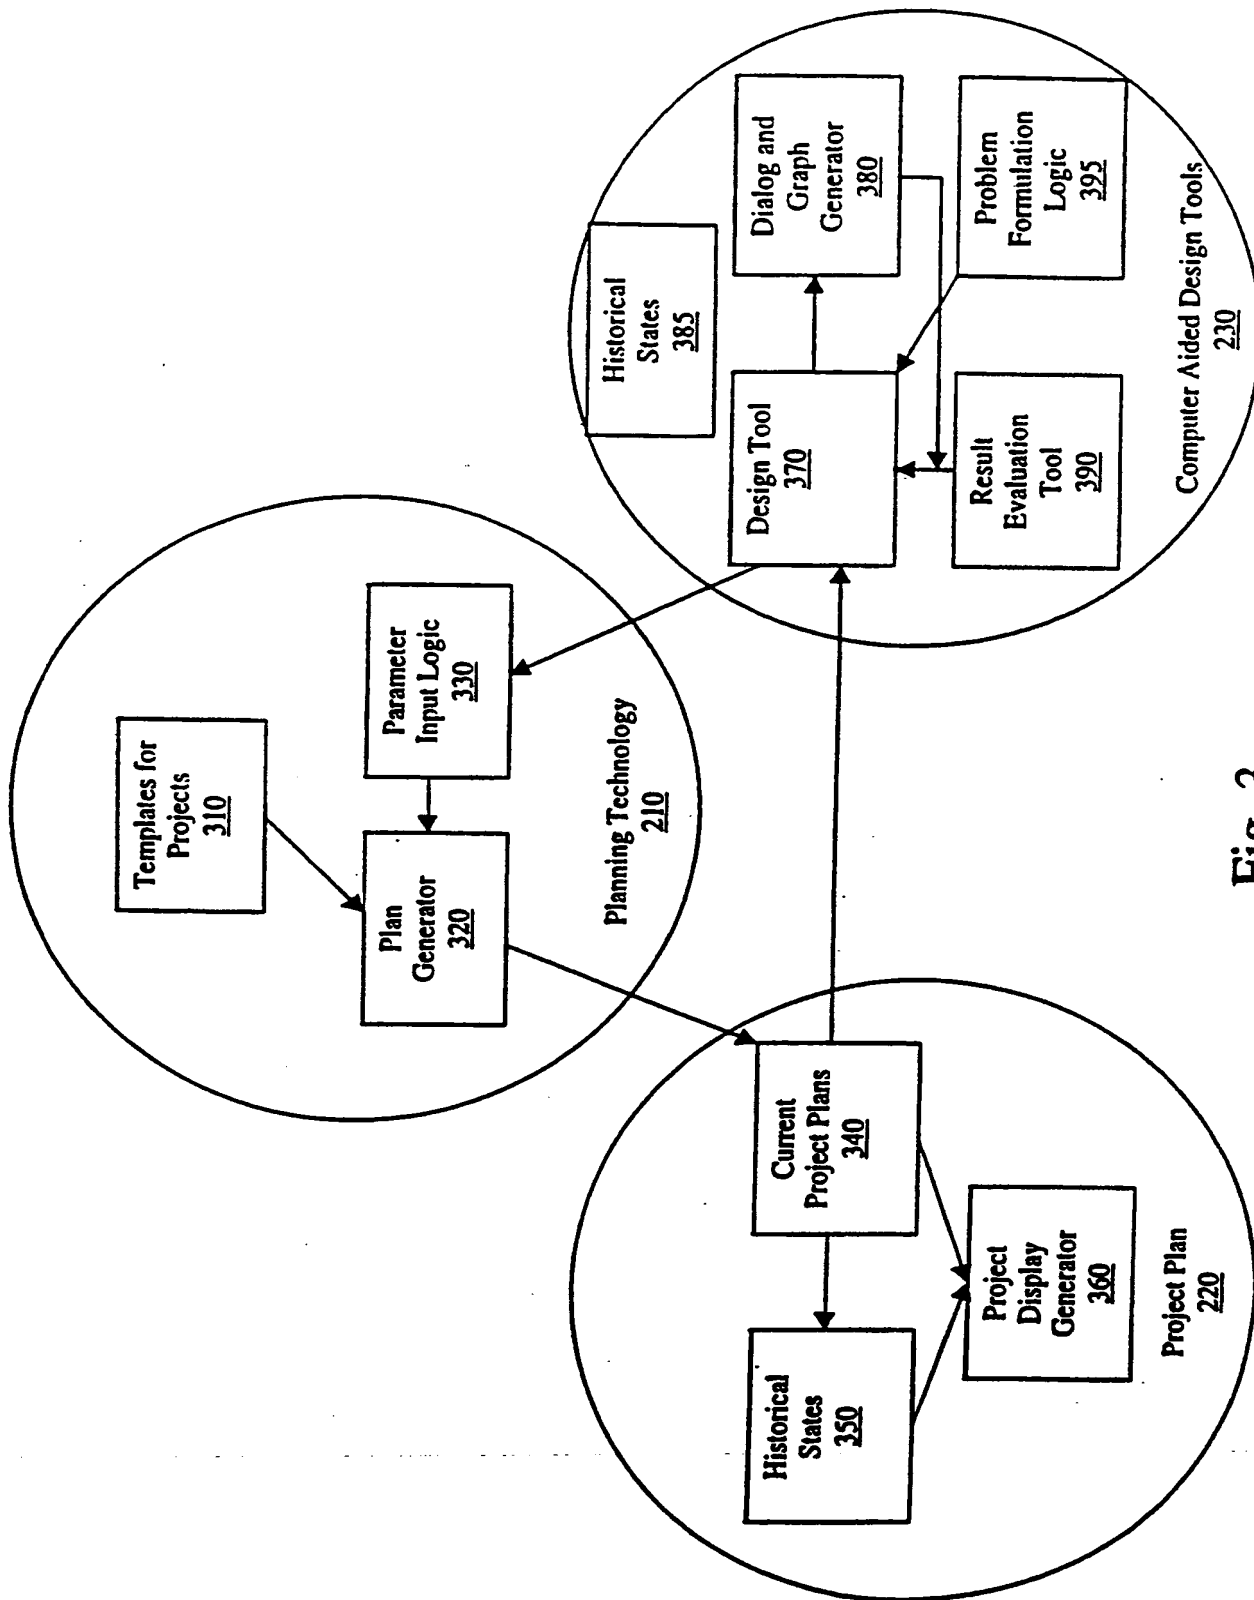 Templates for
Projects
310
Plan
Generator
320
Parameter
Input Logic
330
Planning Technology
210
Historical
States
350
Current
Project Plans
340
Project
Display
Generator
360
Project Plan
220
Historical
States
385
Design Tool
370
Dialog and
Graph
Generator
380
Result
Evaluation
Tool
390
Problem
Formulation
Logic
395
Computer Aided Design Tools
230
Fig.